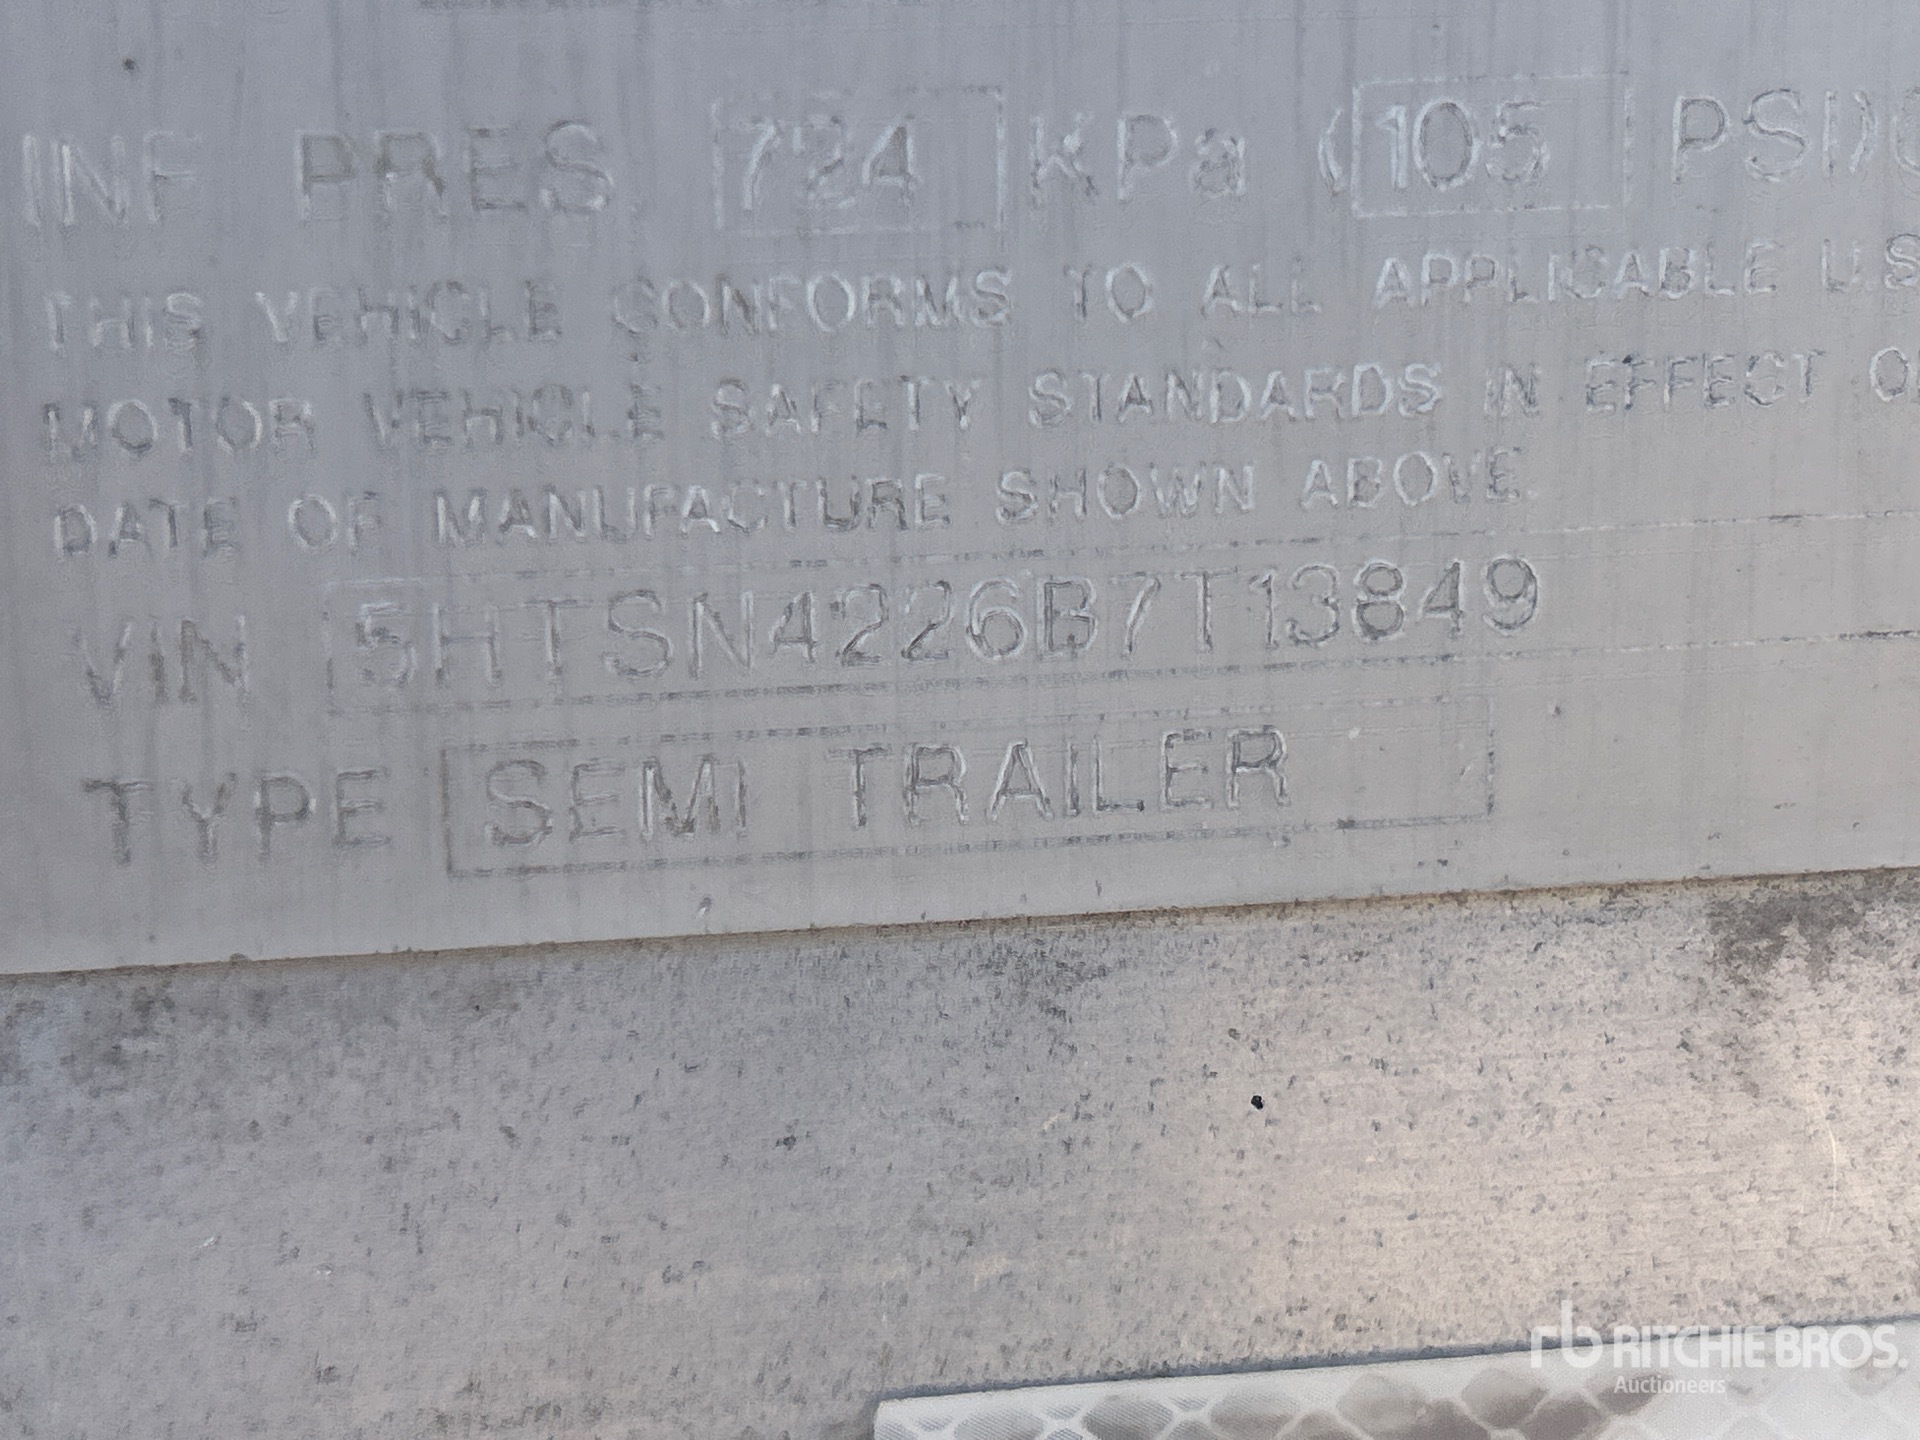 INF PRES 724 KPa (105 PSI)
THIS VEHICLE CONFORMS TO ALL APPLICABLE U.S
MOTOR VEHICLE SAFETY STANDARDS IN EFFECT
DATE OF MANUFACTURE SHOWN ABOVE.
VIN 5HTSN4226B7T13849
TYPE SEMI TRAILER
rb RITCHIE BROS.
Auctioneers